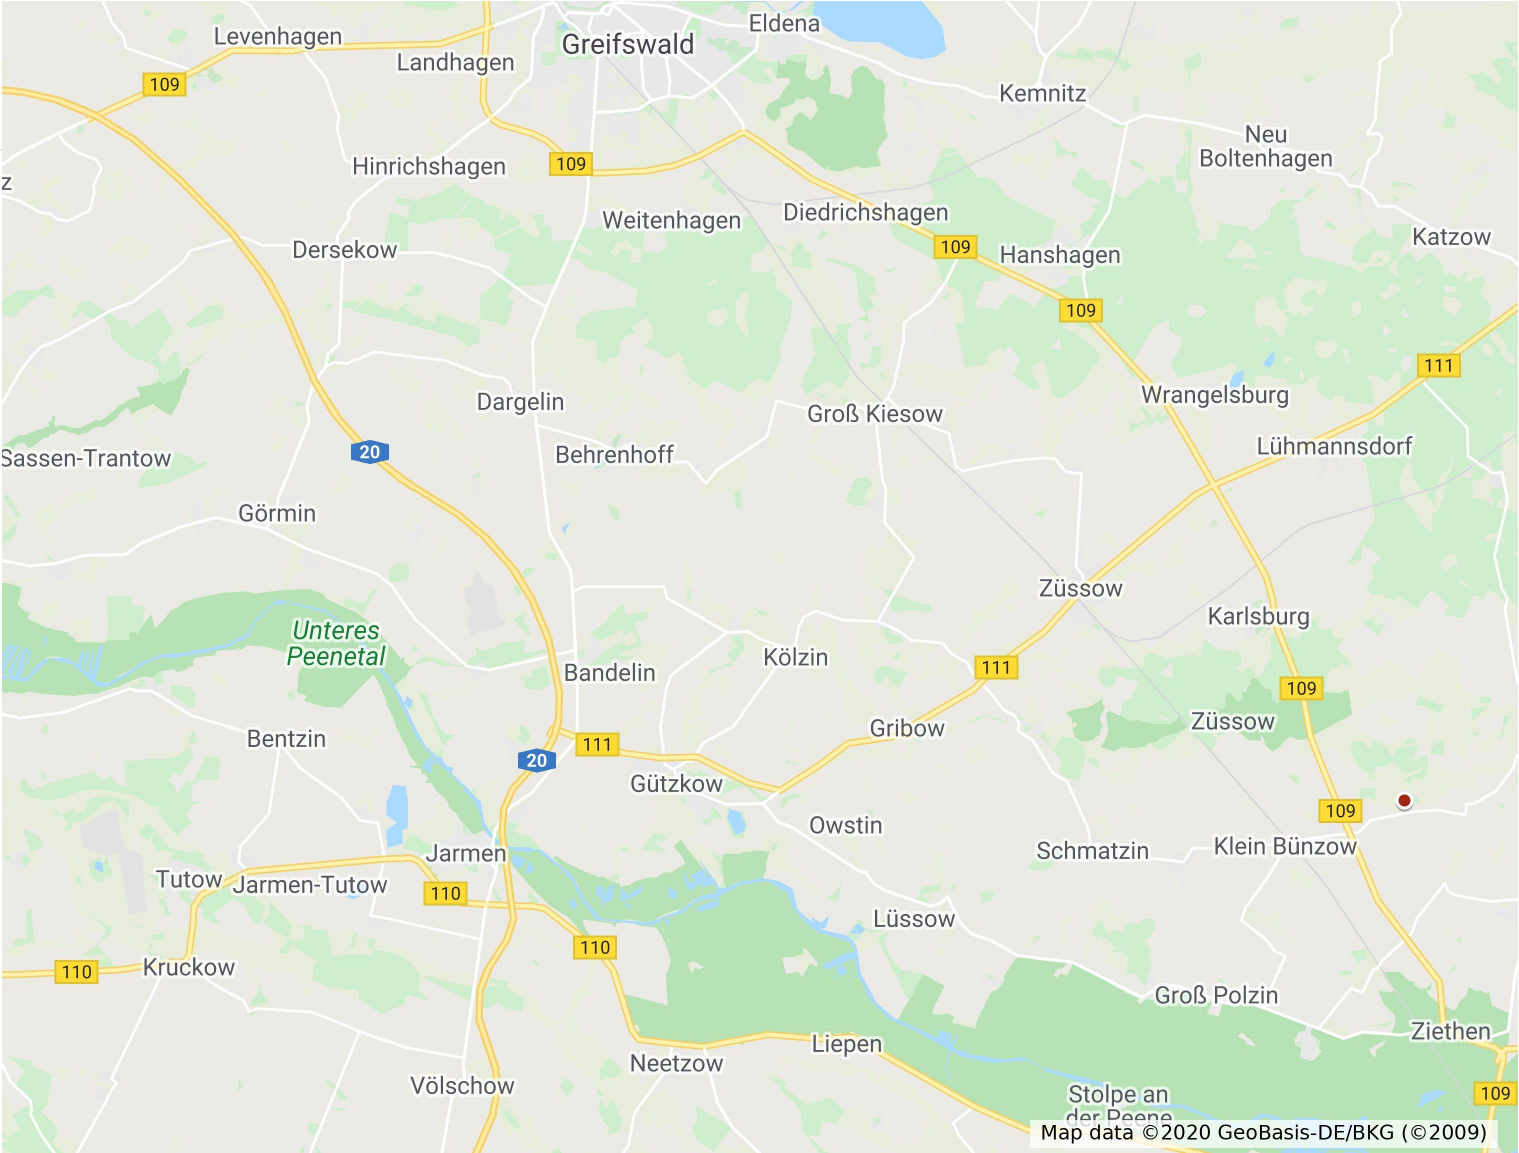 Eldena
Levenhagen
Greifswald
Landhagen
109
Kemnitz
Neu
Boltenhagen
Hinrichshagen
109
z
Weitenhagen
Diedrichshagen
Katzow
Dersekow
109
Hanshagen
109
111
Wrangelsburg
Dargelin
Groß Kiesow
Lühmannsdorf
20
Behrenhoff
Sassen-Trantow
Görmin
Züssow
Karlsburg
Unteres
Peenetal
Kölzin
111
Bandelin
109
Züssow
Gribow
Bentzin
111
20
Gützkow
109
Owstin
Klein Bünzow
Schmatzin
Jarmen
Tutow
Jarmen-Tutow
110
Lüssow
110
Kruckow
110
Groß Polzin
Ziethen
Liepen
Neetzow
Völschow
109
Stolpe an
der Peene
Map data ©2020 GeoBasis-DE/BKG (©2009)